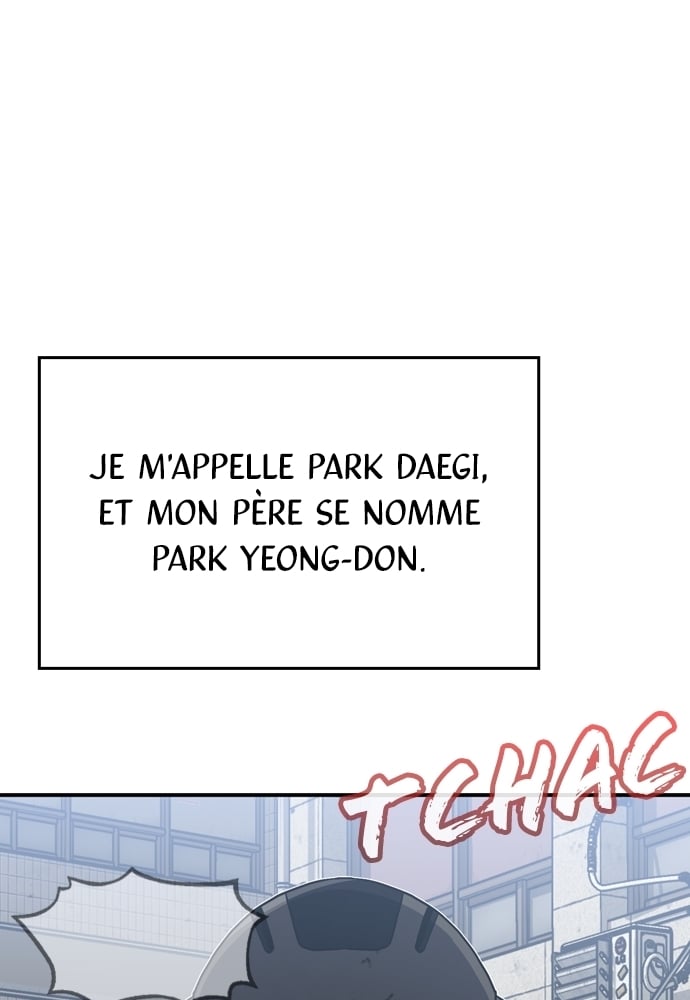 JE M'APPELLE PARK DAEGI,
ET MON PÈRE SE NOMME
PARK YEONG-DON.
TCHAC